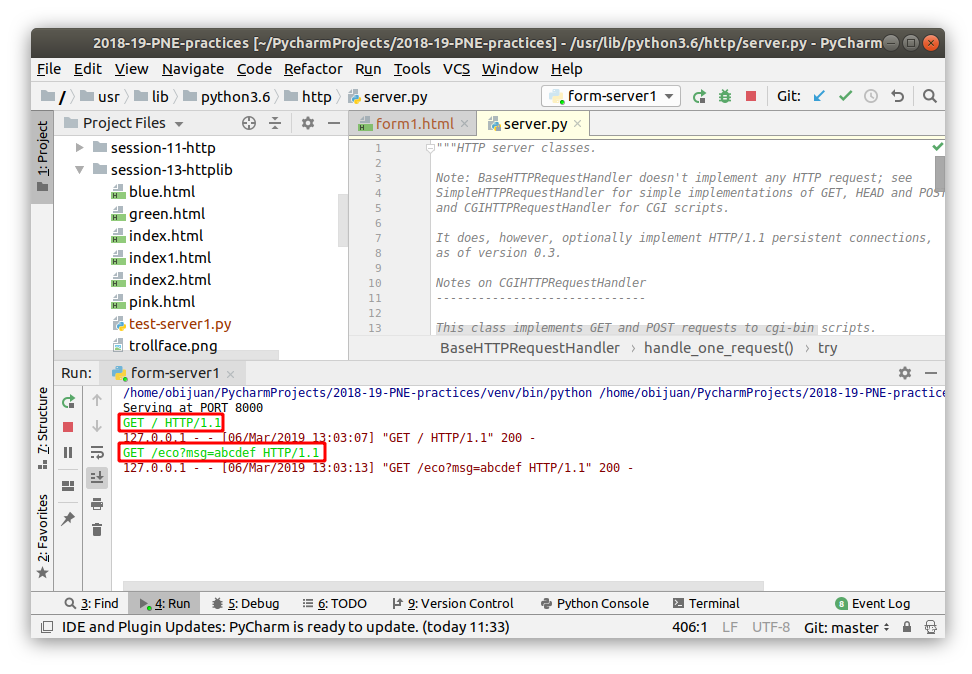 2018-19-PNE-practices [~/PycharmProjects/2018-19-PNE-practices] - /usr/lib/python3.6/http/server.py - PyCharm
File Edit View Navigate Code Refactor Run Tools VCS Window Help
/ usr lib python3.6 http server.py form-server1 Git:
1: Project
Project Files
form1.html server.py
session-11-http
session-13-httplib
blue.html
green.html
index.html
index1.html
index2.html
pink.html
test-server1.py
trollface.png
1 """HTTP server classes.
2
3 Note: BaseHTTPRequestHandler doesn't implement any HTTP request; see
4 SimpleHTTPRequestHandler for simple implementations of GET, HEAD and POST
5 and CGIHTTPRequestHandler for CGI scripts.
6
7 It does, however, optionally implement HTTP/1.1 persistent connections,
8 as of version 0.3.
9
10 Notes on CGIHTTPRequestHandler
11 ------------------------------
12
13 This class implements GET and POST requests to cgi-bin scripts.
BaseHTTPRequestHandler › handle_one_request() › try
Run: form-server1
7: Structure
2: Favorites
/home/obijuan/PycharmProjects/2018-19-PNE-practices/venv/bin/python /home/obijuan/PycharmProjects/2018-19-PNE-practice
Serving at PORT 8000
GET / HTTP/1.1
127.0.0.1 - - [06/Mar/2019 13:03:07] "GET / HTTP/1.1" 200 -
GET /eco?msg=abcdef HTTP/1.1
127.0.0.1 - - [06/Mar/2019 13:03:13] "GET /eco?msg=abcdef HTTP/1.1" 200 -
3: Find 4: Run 5: Debug 6: TODO 9: Version Control Python Console Terminal 8 Event Log
IDE and Plugin Updates: PyCharm is ready to update. (today 11:33) 406:1 LF UTF-8 Git: master